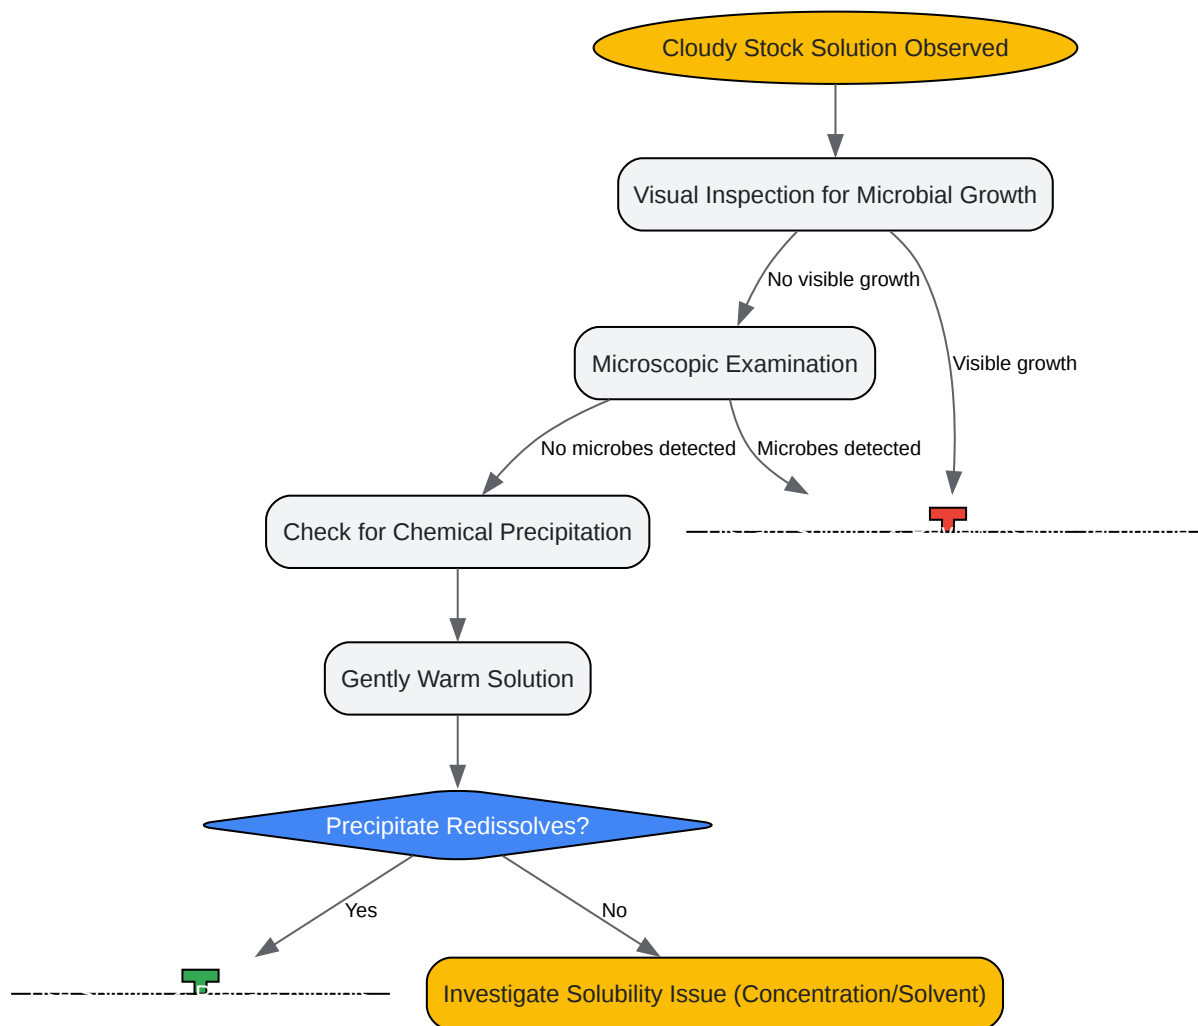 Cloudy Stock Solution Observed
Visual Inspection for Microbial Growth
No visible growth
Microscopic Examination
Visible growth
No microbes detected
Microbes detected
Check for Chemical Precipitation
Gently Warm Solution
Precipitate Redissolves?
Yes
No
Investigate Solubility Issue (Concentration/Solvent)